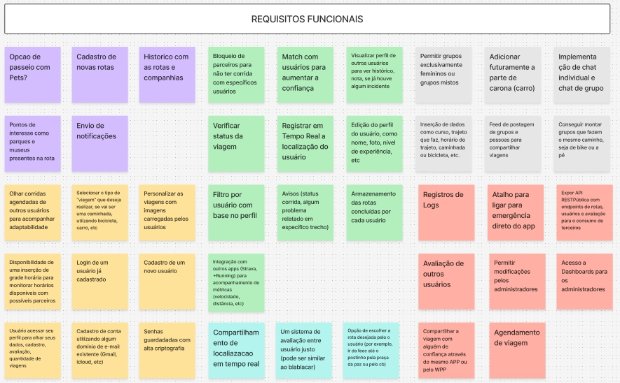 REQUISITOS FUNCIONAIS
Opcao de
passeio com
Pets?
Cadastro de
novas rotas
Historico com
as rotas e
companhias
Bloqueio de
parceiros para
não ter corrida
com específicos
usuários
Match com
usuários para
aumentar a
confiança
Visualizar perfil de
outros usuários
para ver histórico,
nota, se já houve
algum incidente
Permitir grupos
exclusivamente
femininos ou
grupos mistos
Adicionar
futuramente a
parte de
carona (carro)
Implementa
ção de chat
individual e
chat de grupo
Pontos de
interesse como
parques e
museus
presentes na rota
Envio de
notificações
Verificar
status da
viagem
Registrar em
Tempo Real a
localização do
usuário
Edição do perfil
do usuário, como
nome, foto, nível
de experiência, etc
Inserção de dados
como curso, trajeto
que faz, horário do
trajeto, caminhada
ou bicicleta, etc.
Feed de postagem
de grupos e
pessoas para
compartilhar
viagens
Conseguir montar
grupos que fazem
o mesmo caminho,
seja de bike ou a
pé
Olhar corridas
agendadas de
outros usuários
para acompanhar
adaptabilidade
Selecionar o tipo de
"viagem" que deseja
realizar, se vai ser
uma caminhada,
utilizando bicicleta,
carro, etc
Personalizar as
viagens com
imagens
carregadas pelos
usuários
Filtro por
usuário com
base no perfil
Avisos (status
corrida, algum
problema
relatado em
específico trecho)
Armazenamento
das rotas
concluídas por
cada usuário
Registros de
Logs
Atalho para
ligar para
emergência
direto do app
Expor API
RESTPública com
endpoints de rotas,
usuários e avaliação
para o consumo de
terceiros
Disponibilidade de
uma inserção de
grade horária para
monitorar horários
disponíveis com
possíveis parceiros
Login de um
usuário já
cadastrado
Cadastro de um
novo usuário
Integração com
outros apps (Strava,
+Running) para
acompanhamento de
métricas
(velocidade,
distância, etc)
Avaliação de
outros
usuários
Permitir
modificações
pelos
administradores
Acesso a
Dashboards para
os
administradores
Usuário acessar seu
perfil para olhar seus
dados, cadastro,
avaliação,
quantidade de
viagens
Cadastro de conta
utilizando algum
domínio de e-mail
existente (Gmail,
Icloud, etc)
Senhas
guardadadas com
alta criptografia
Compartilham
ento de
localizacao
em tempo real
Um sistema de
avaliação entre
usuário justo
(pode ser similar
ao blablacar)
Opção de escolher a
rota desejada pelo o
usuário (por exemplo,
ir do face até o
pontinho pela praça
da paz ou pelo ctc)
Compartilhar a
viagem com
alguém de
confiança através
do mesmo APP ou
pelo WPP
Agendamento
de viagem